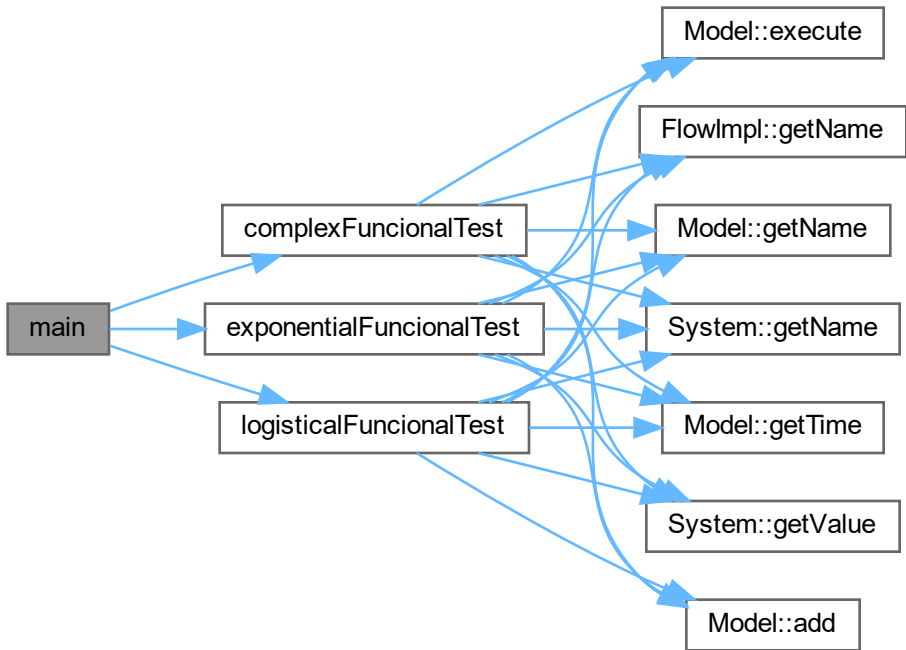 main
complexFuncionalTest
exponentialFuncionalTest
logisticalFuncionalTest
Model::execute
FlowImpl::getName
Model::getName
System::getName
Model::getTime
System::getValue
Model::add